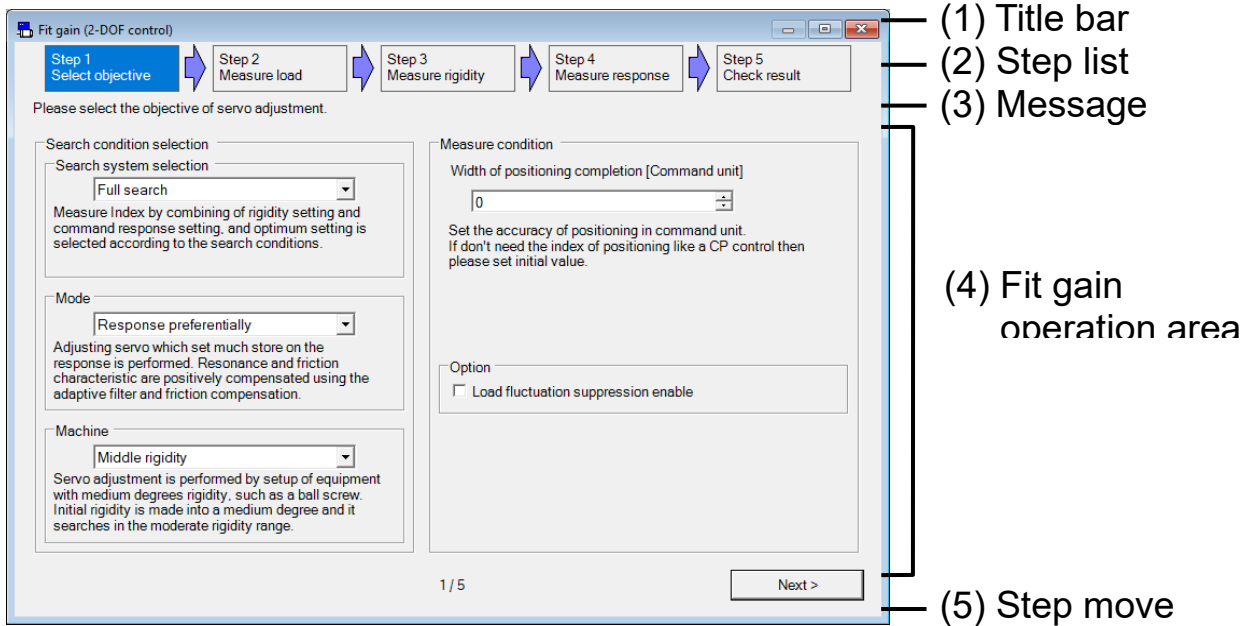 Fit gain (2-DOF control)
Step 1
Select objective
Step 2
Measure load
Step 3
Measure rigidity
Step 4
Measure response
Step 5
Check result
Please select the objective of servo adjustment.
Search condition selection
Search system selection
Full search
Measure Index by combining of rigidity setting and
command response setting, and optimum setting is
selected according to the search conditions.
Mode
Response preferentially
Adjusting servo which set much store on the
response is performed. Resonance and friction
characteristic are positively compensated using the
adaptive filter and friction compensation.
Machine
Middle rigidity
Servo adjustment is performed by setup of equipment
with medium degrees rigidity, such as a ball screw.
Initial rigidity is made into a medium degree and it
searches in the moderate rigidity range.
Measure condition
Width of positioning completion [Command unit]
0
Set the accuracy of positioning in command unit.
If don't need the index of positioning like a CP control then
please set initial value.
Option
Load fluctuation suppression enable
1 / 5
Next >
(1) Title bar
(2) Step list
(3) Message
(4) Fit gain
operation area
(5) Step move